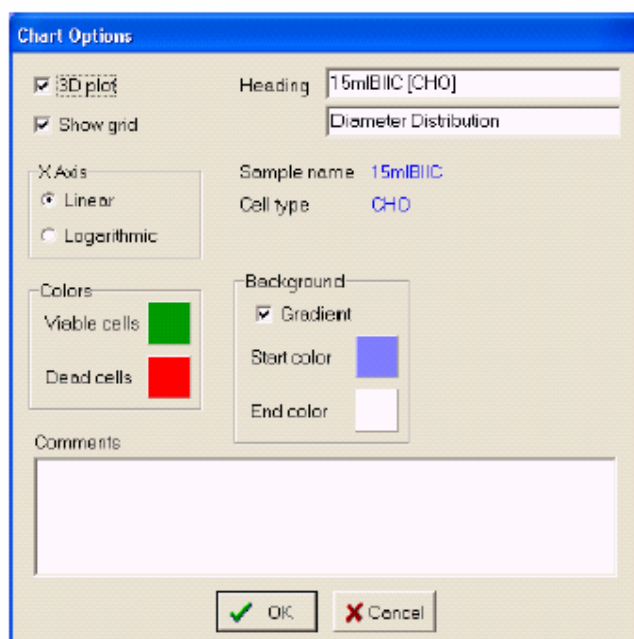 Chart Options
3D plot
Heading 15mlBIIC [CHO]
Show grid
Diameter Distribution
X Axis
Linear
Logarithmic
Sample name 15mlBIIC
Cell type CHO
Colors
Viable cells
Dead cells
Background
Gradient
Start color
End color
Comments
OK
Cancel